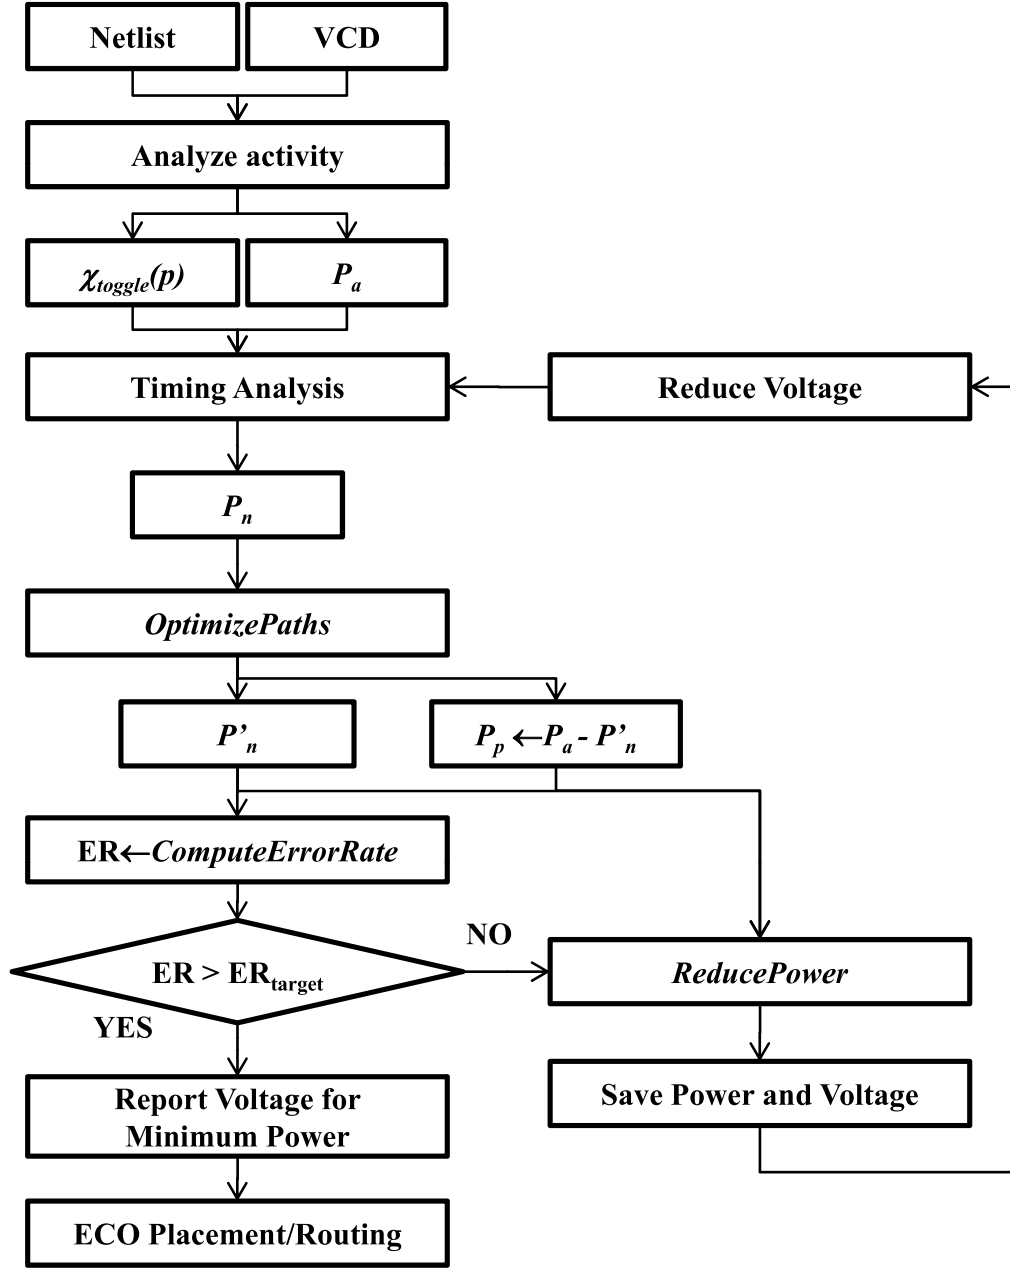 Netlist
VCD
Analyze activity
χtoggle(p)
Pa
Timing Analysis
Reduce Voltage
Pn
OptimizePaths
P’n
Pp ←Pa - P’n
ER←ComputeErrorRate
NO
ER > ERtarget
ReducePower
YES
Report Voltage for
Minimum Power
Save Power and Voltage
ECO Placement/Routing